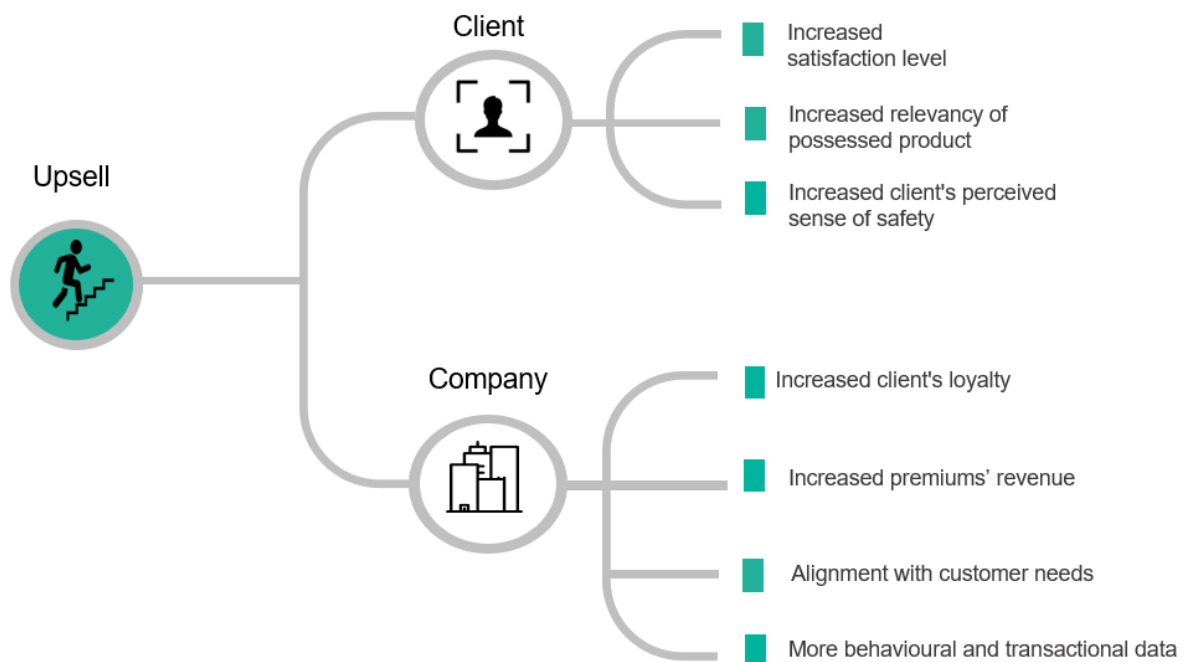 Client
Increased
satisfaction level
Increased relevancy of
possessed product
Increased client's perceived
sense of safety
Upsell
Company
Increased client's loyalty
Increased premiums’ revenue
Alignment with customer needs
More behavioural and transactional data